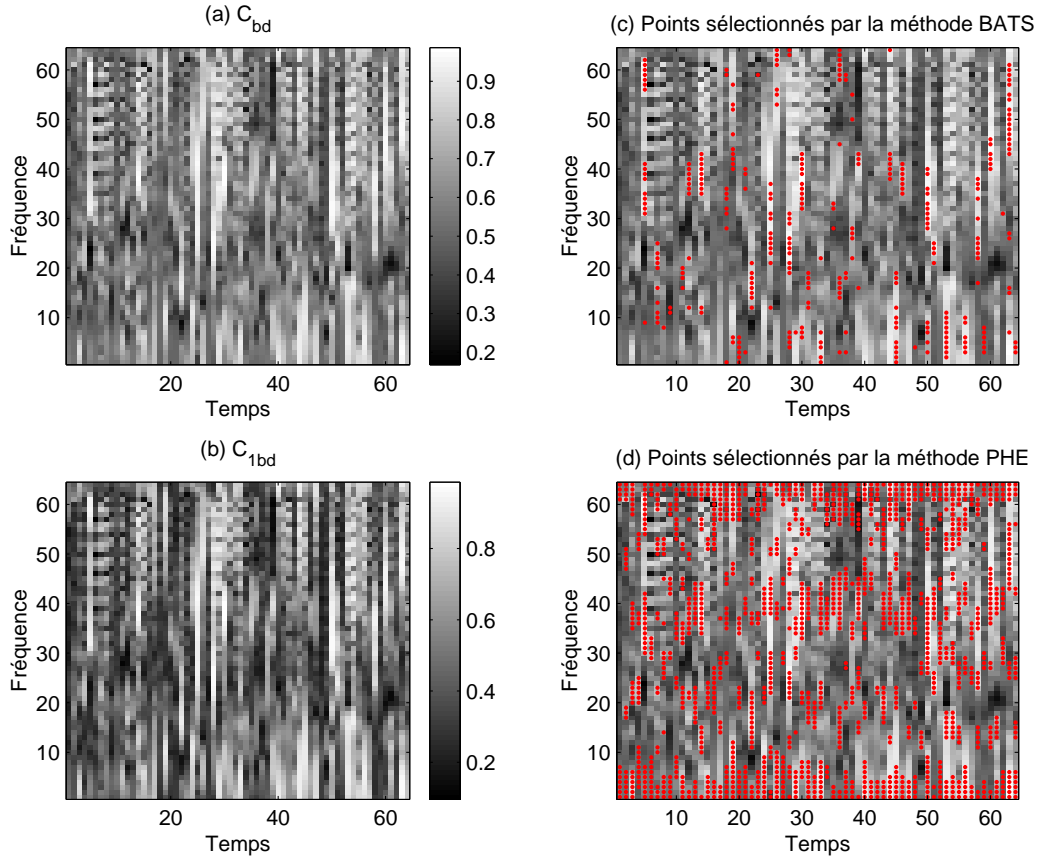 (a) C_bd
60
50
40
30
20
10
Fréquence
20 40 60
Temps
0.9
0.8
0.7
0.6
0.5
0.4
0.3
0.2
(c) Points sélectionnés par la méthode BATS
60
50
40
30
20
10
Fréquence
10 20 30 40 50 60
Temps
(b) C_1bd
60
50
40
30
20
10
Fréquence
20 40 60
Temps
0.8
0.6
0.4
0.2
(d) Points sélectionnés par la méthode PHE
60
50
40
30
20
10
Fréquence
10 20 30 40 50 60
Temps